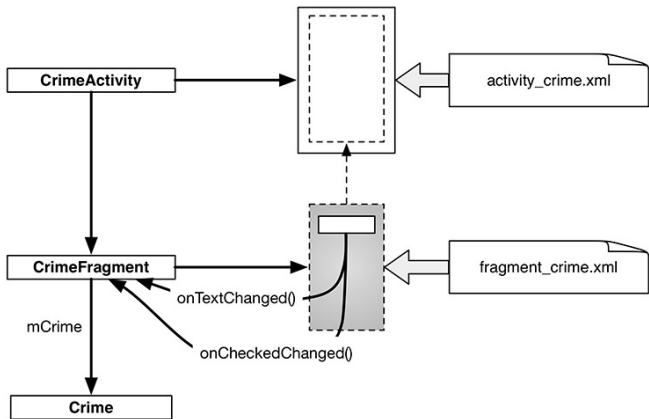 CrimeActivity
activity_crime.xml
CrimeFragment
fragment_crime.xml
onTextChanged()
mCrime
onCheckedChanged()
Crime